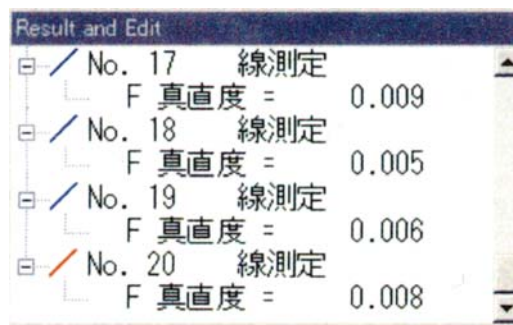 Result and Edit
No. 17 線測定
F 真直度 = 0.009
No. 18 線測定
F 真直度 = 0.005
No. 19 線測定
F 真直度 = 0.006
No. 20 線測定
F 真直度 = 0.008